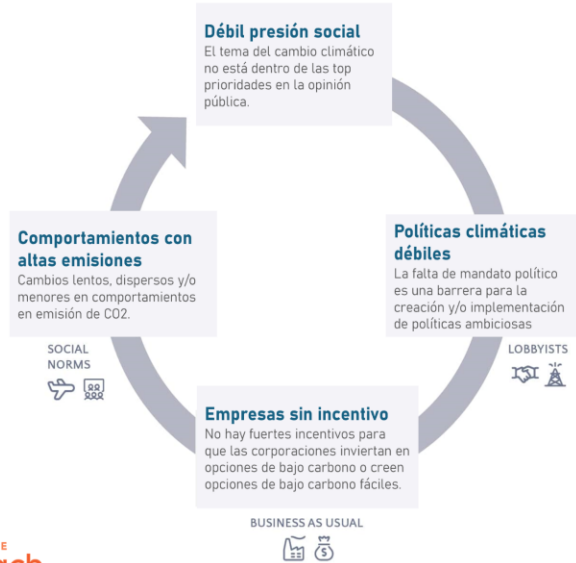 Débil presión social
El tema del cambio climático
no está dentro de las top
prioridades en la opinión
pública.
Políticas climáticas
débiles
La falta de mandato político
es una barrera para la
creación y/o implementación
de políticas ambiciosas
LOBBYISTS
Empresas sin incentivo
No hay fuertes incentivos para
que las corporaciones inviertan en
opciones de bajo carbono o creen
opciones de bajo carbono fáciles.
BUSINESS AS USUAL
Comportamientos con
altas emisiones
Cambios lentos, dispersos y/o
menores en comportamientos
en emisión de CO2.
SOCIAL
NORMS